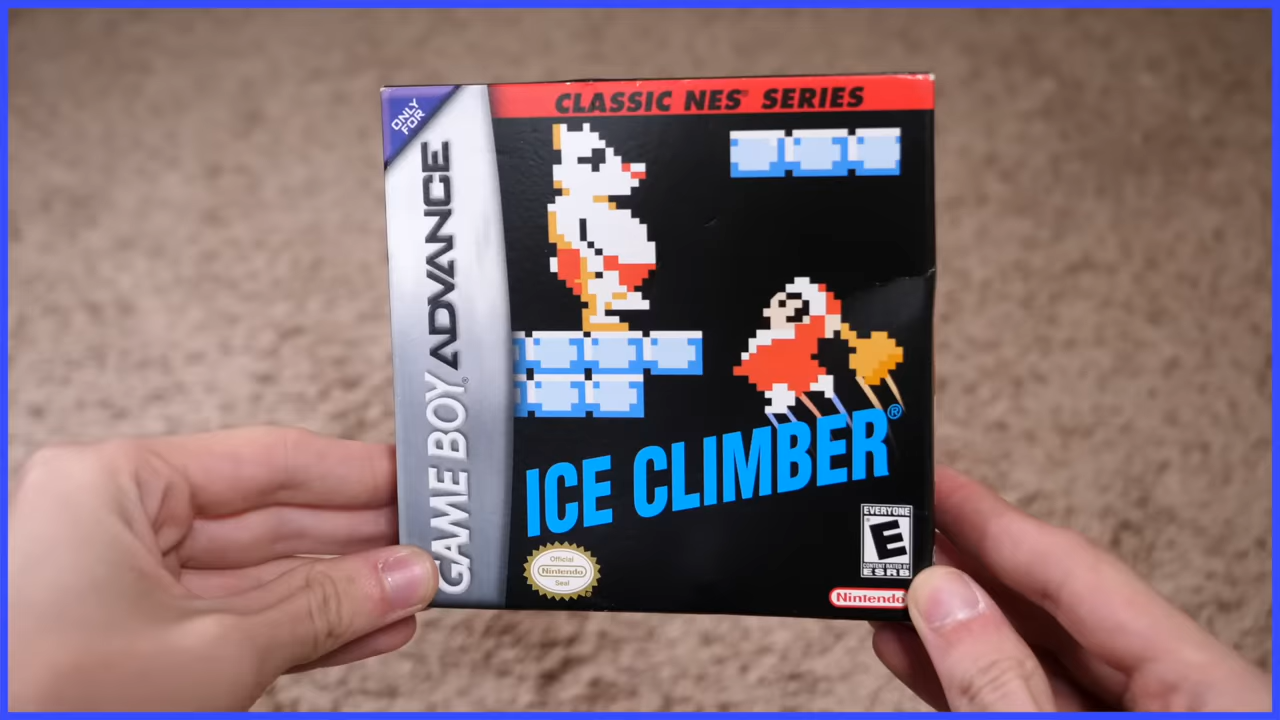 ONLY
FOR
GAME BOY ADVANCE
CLASSIC NES SERIES
ICE CLIMBER®
Official
Nintendo
Seal
EVERYONE
E
CONTENT RATED BY
ESRB
Nintendo